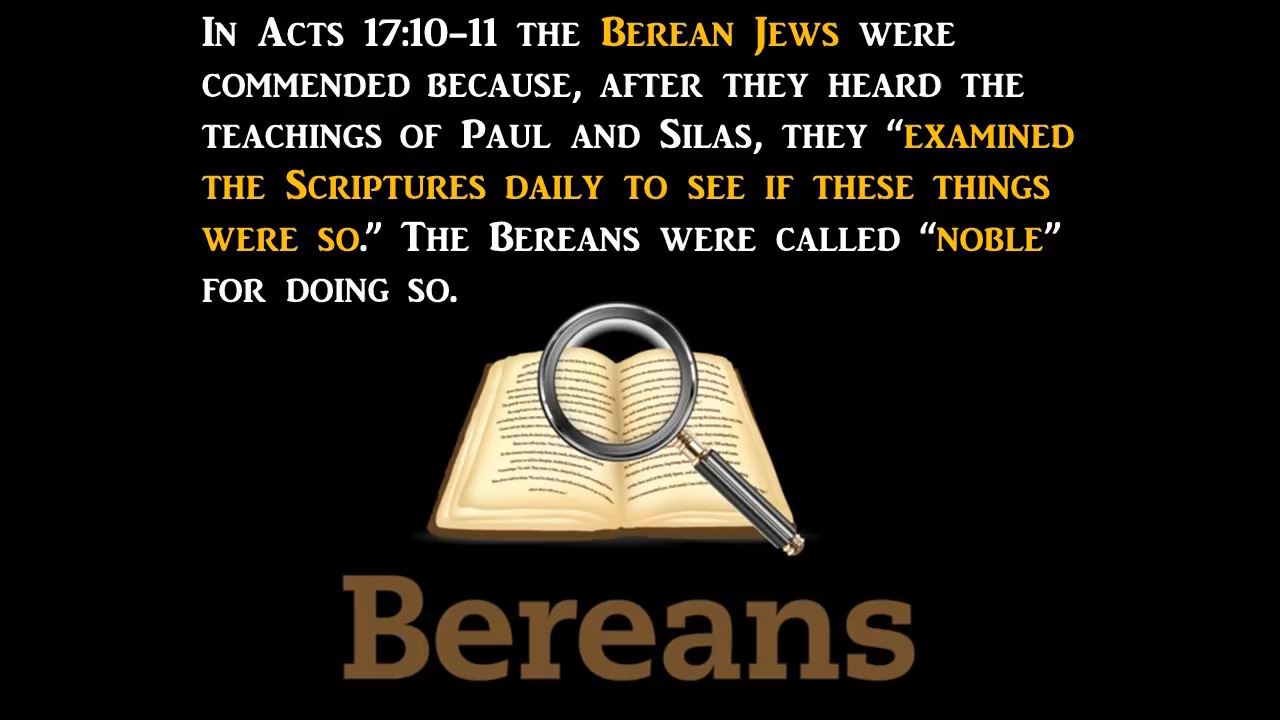 In Acts 17:10–11 the Berean Jews were
commended because, after they heard the
teachings of Paul and Silas, they “examined
the Scriptures daily to see if these things
were so.” The Bereans were called “noble”
for doing so.
Bereans